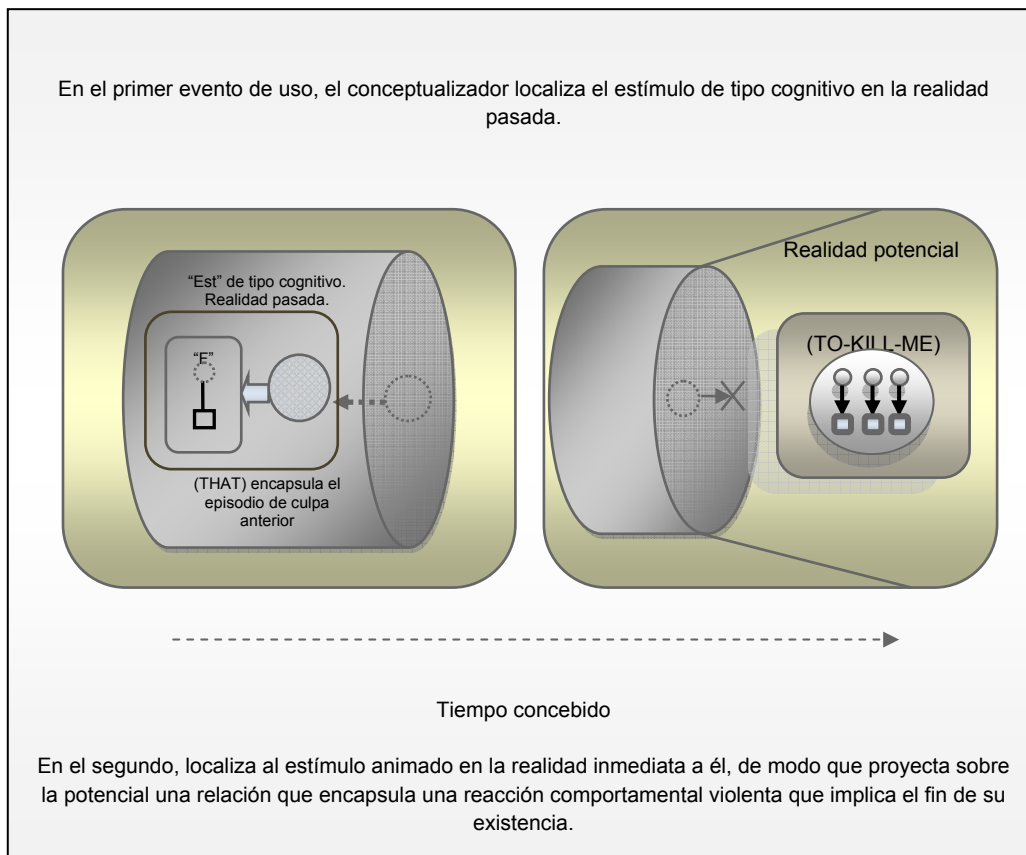 En el primer evento de uso, el conceptualizador localiza el estímulo de tipo cognitivo en la realidad
pasada.
“Est” de tipo cognitivo.
Realidad pasada.
“E”
(THAT) encapsula el
episodio de culpa
anterior
Realidad potencial
(TO-KILL-ME)
Tiempo concebido
En el segundo, localiza al estímulo animado en la realidad inmediata a él, de modo que proyecta sobre
la potencial una relación que encapsula una reacción comportamental violenta que implica el fin de su
existencia.